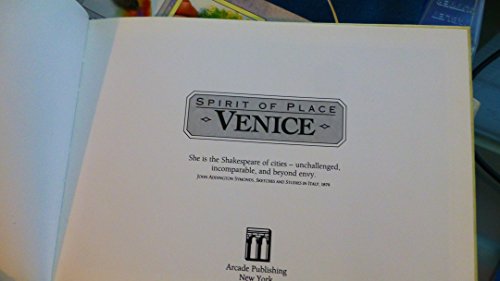 SPIRIT OF PLACE
VENICE
She is the Shakespeare of cities – unchallenged,
incomparable, and beyond envy.
JOHN ADDINGTON SYMONDS, SKETCHES AND STUDIES IN ITALY, 1879
Arcade Publishing
New York